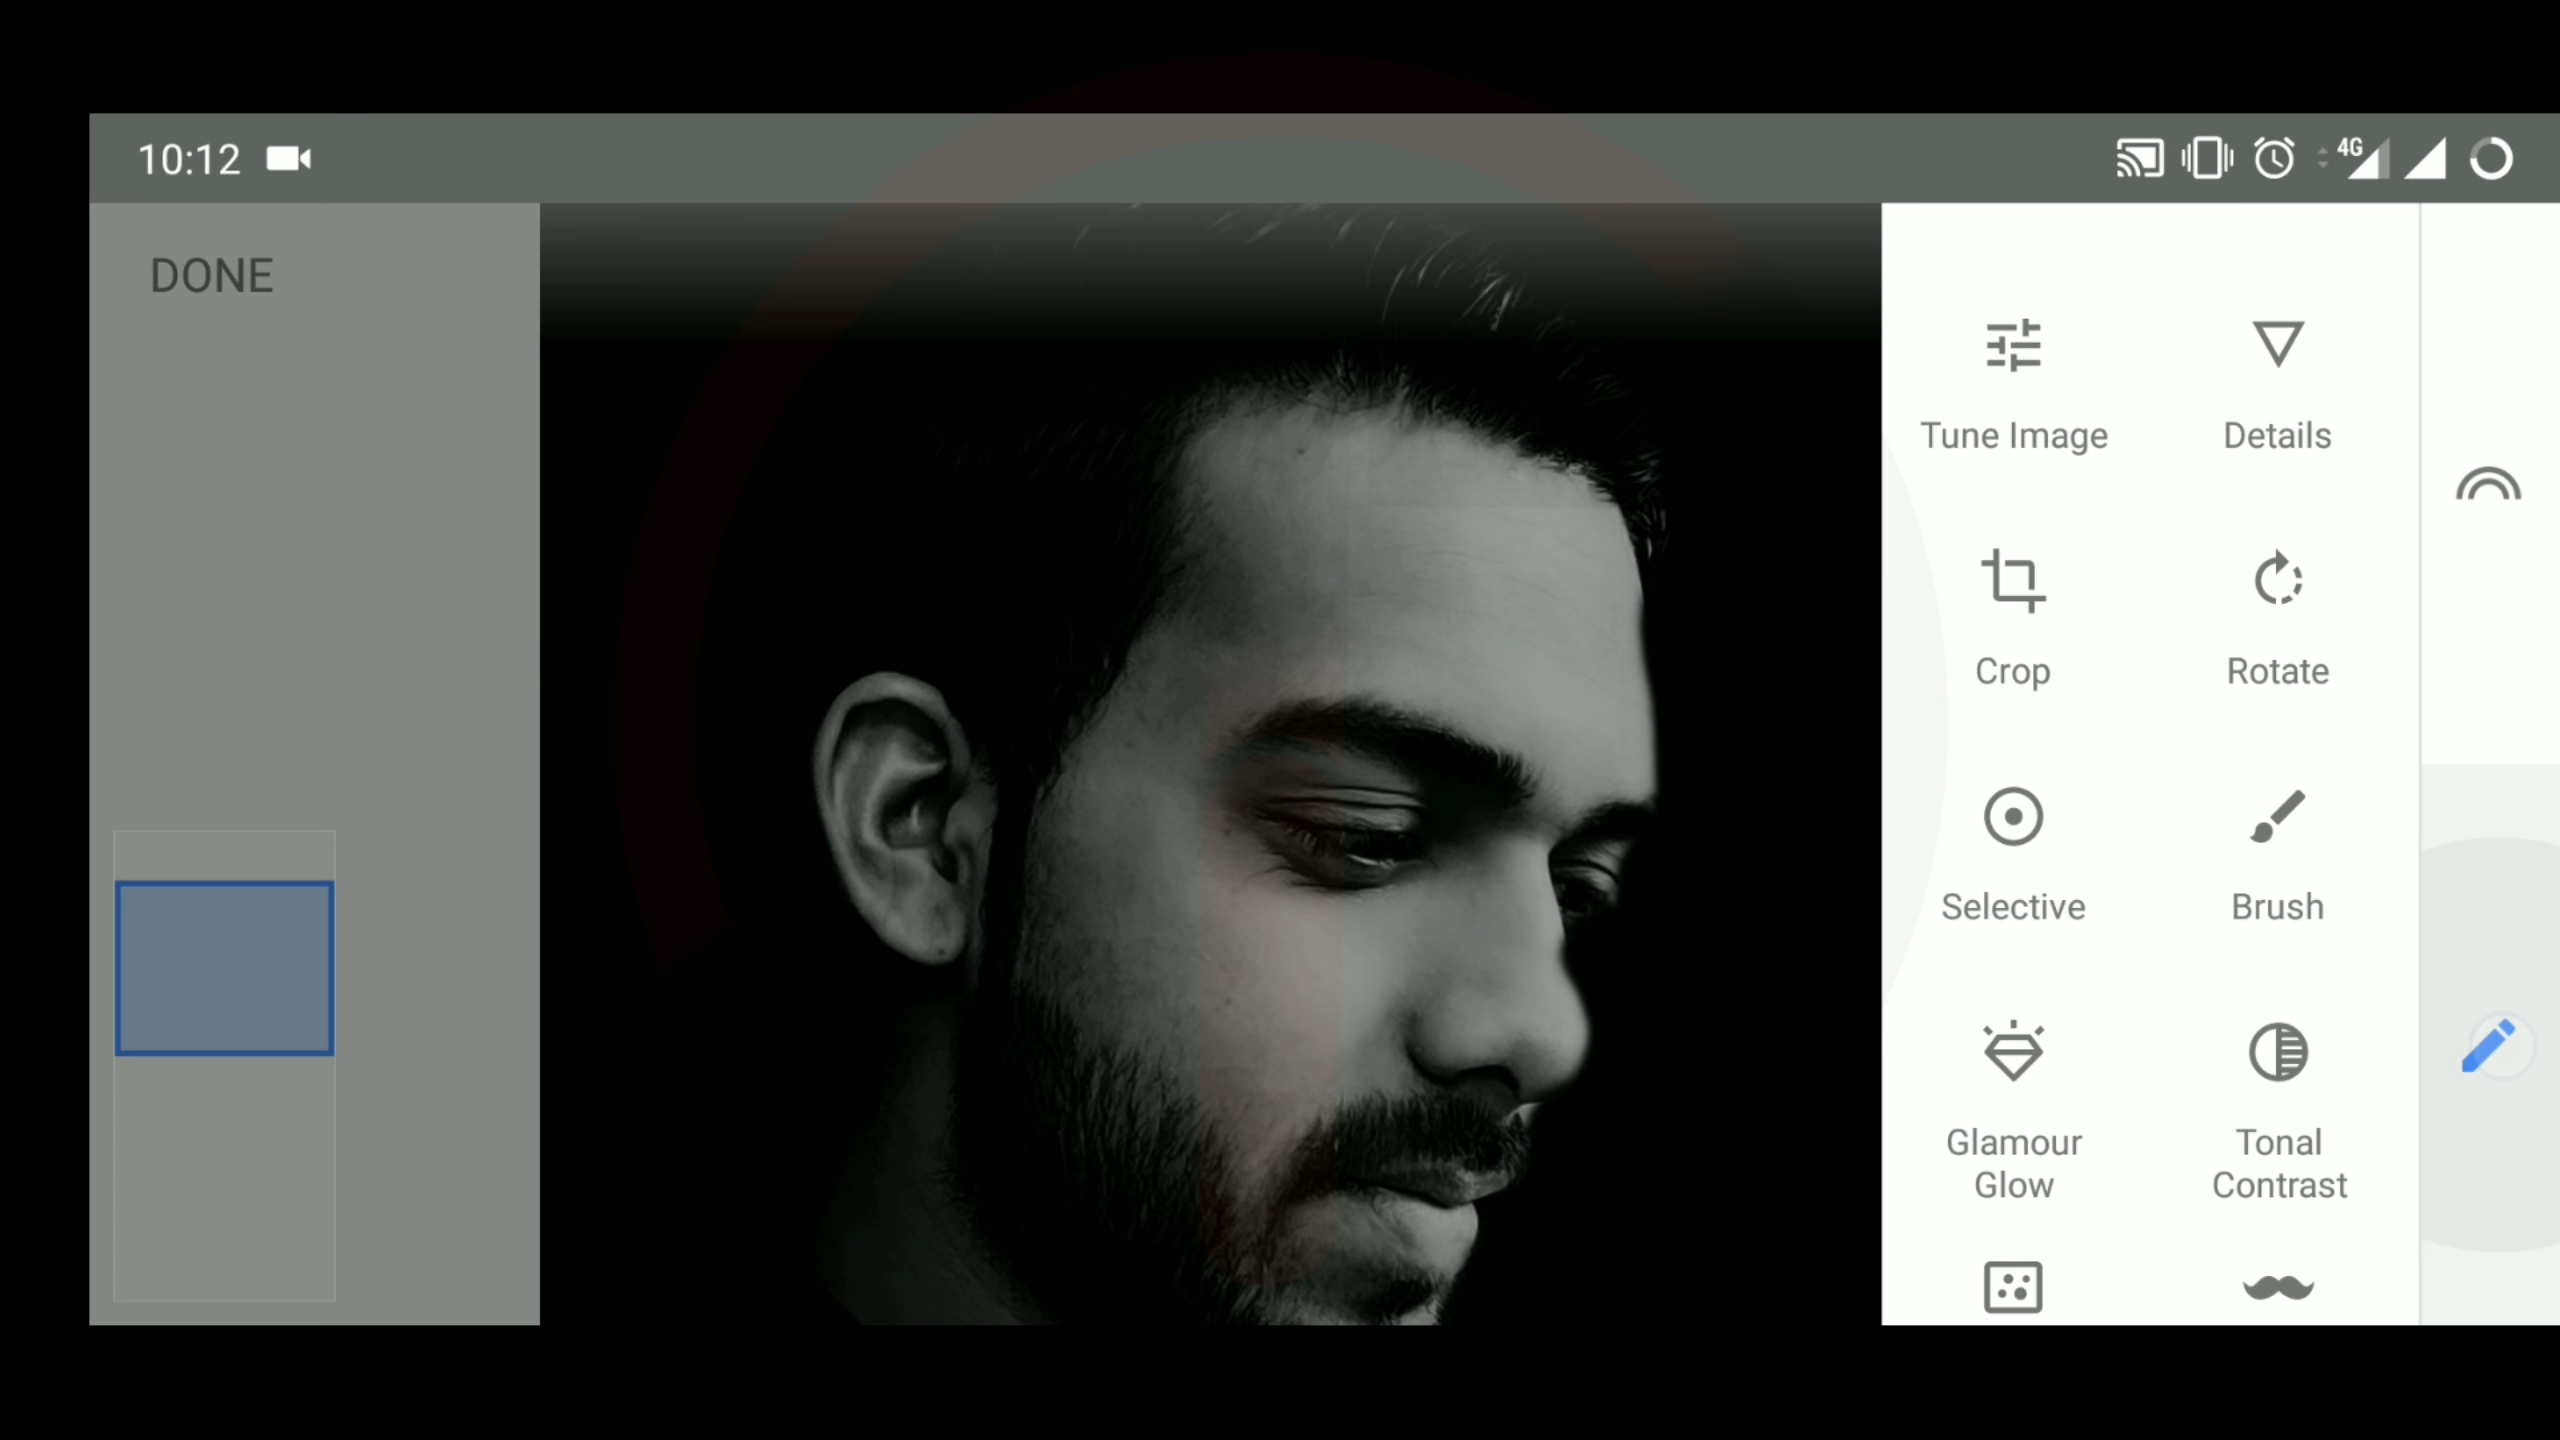 10:12
4G
DONE
Tune Image
Details
Crop
Rotate
Selective
Brush
Glamour
Glow
Tonal
Contrast